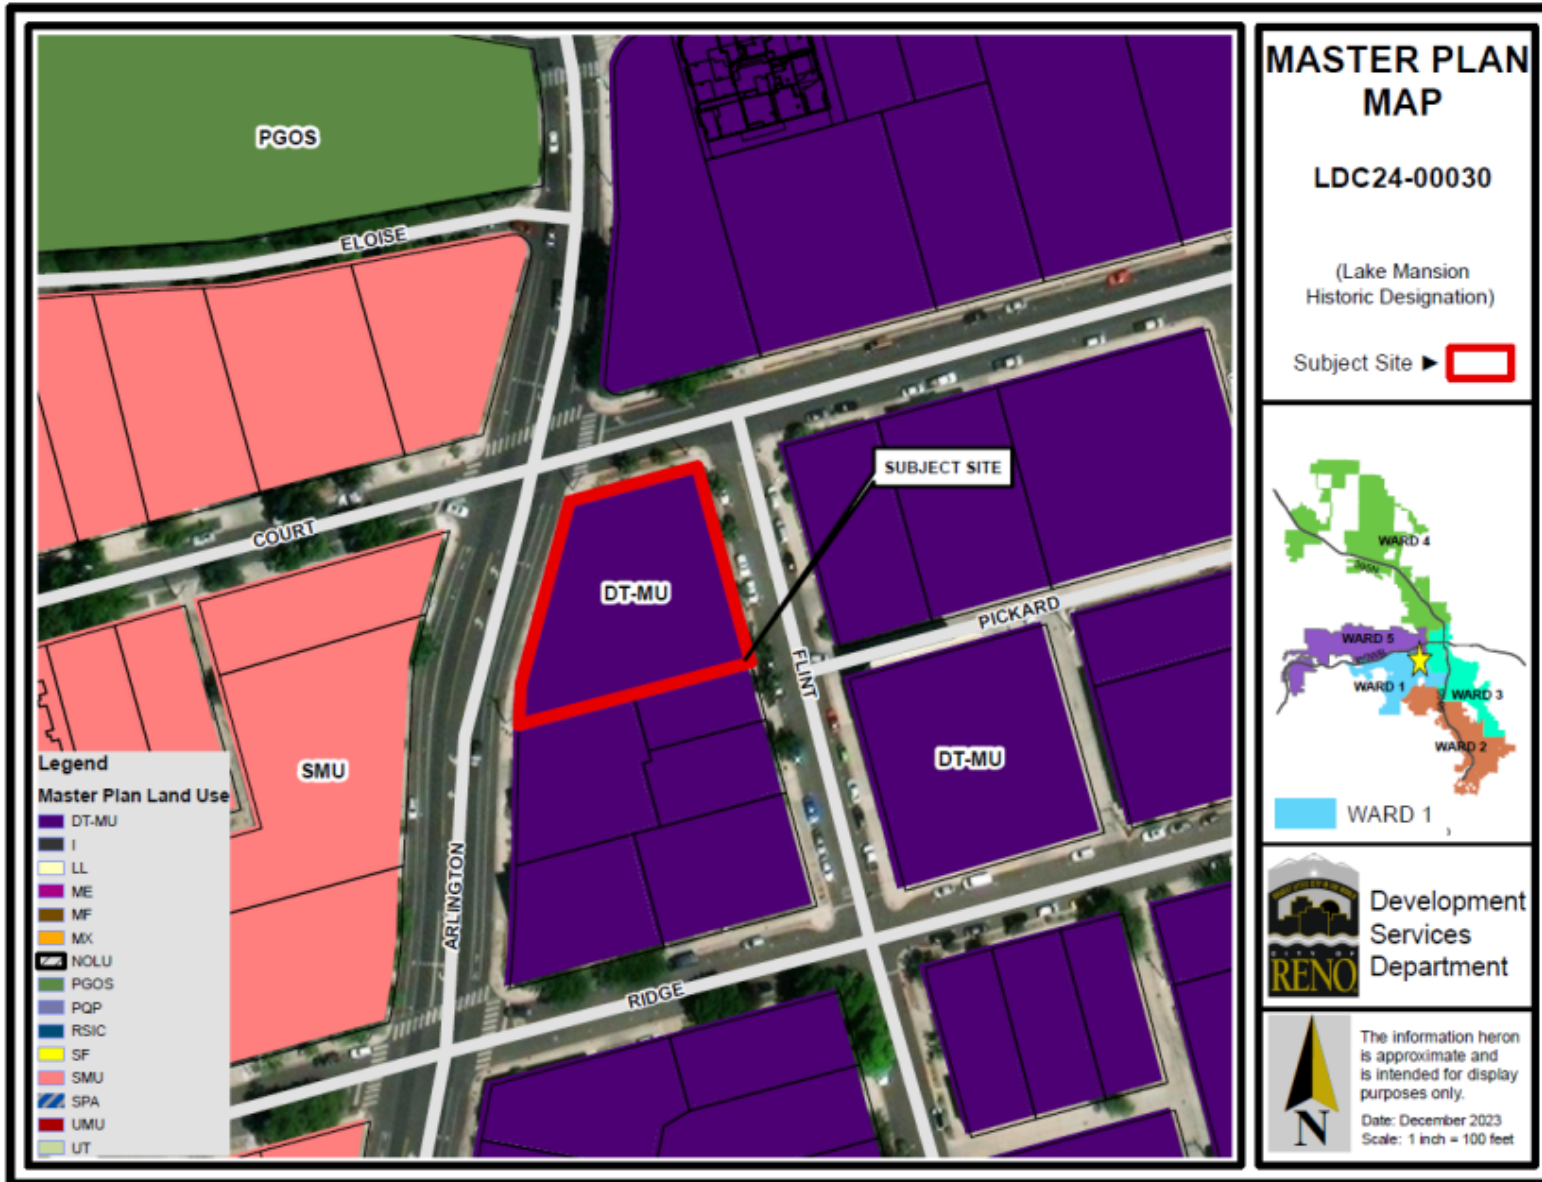 MASTER PLAN
MAP
LDC24-00030
(Lake Mansion
Historic Designation)
Subject Site ►
PGOS
ELOISE
COURT
SUBJECT SITE
DT-MU
PICKARD
FLINT
DT-MU
SMU
ARLINGTON
RIDGE
Legend
Master Plan Land Use
DT-MU
I
LL
ME
MF
MX
NOLU
PGOS
PQP
RSIC
SF
SMU
SPA
UMU
UT
WARD 4
395N
WARD 5
WARD 1
WARD 3
WARD 2
WARD 1
CITY OF
RENO
Development
Services
Department
N
The information heron
is approximate and
is intended for display
purposes only.
Date: December 2023
Scale: 1 inch = 100 feet